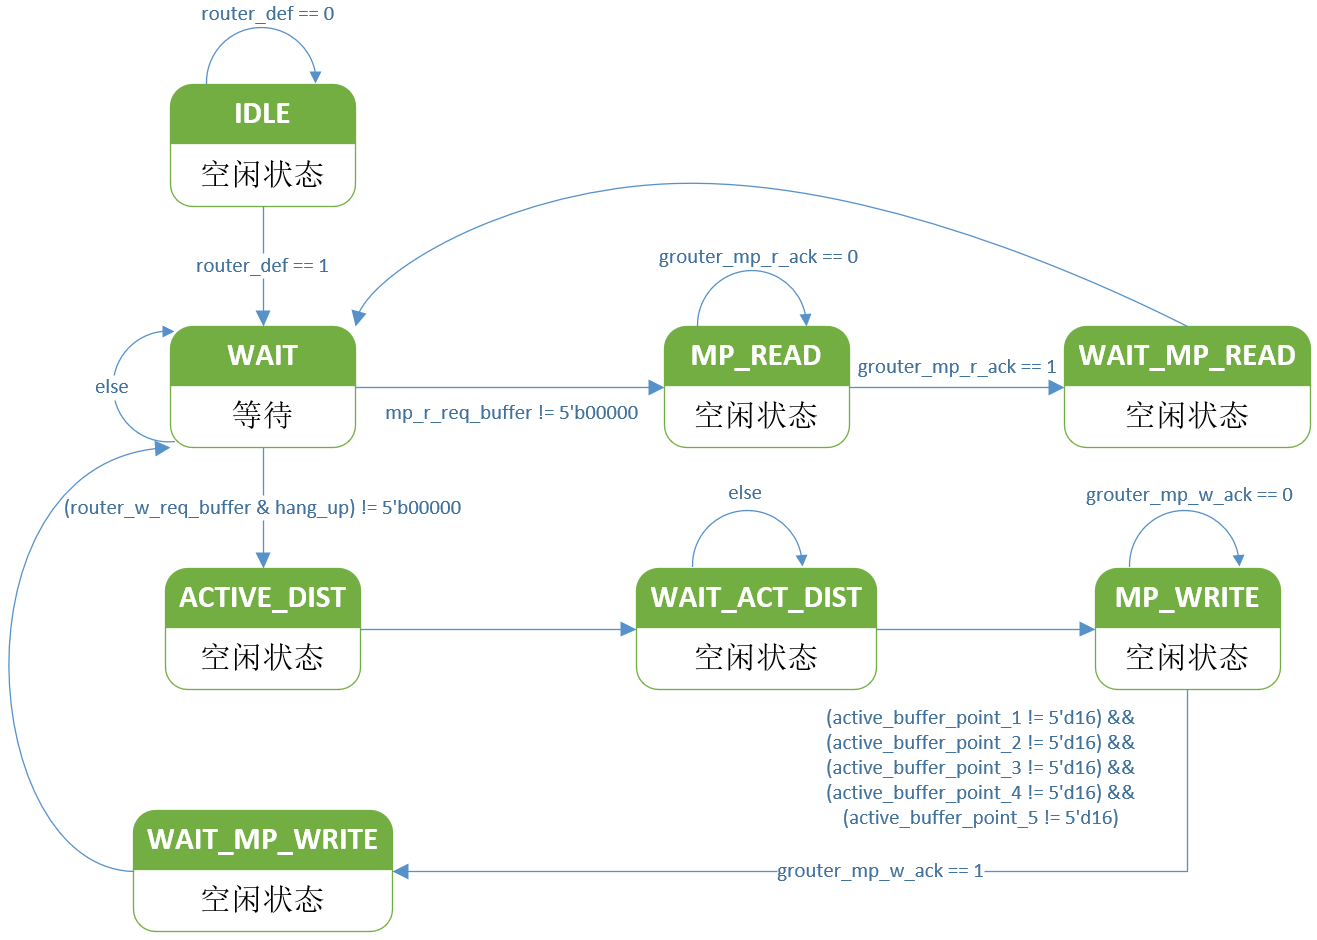 router_def == 0
IDLE
空闲状态
router_def == 1
grouter_mp_r_ack == 0
WAIT
等待
else
mp_r_req_buffer != 5'b00000
MP_READ
空闲状态
grouter_mp_r_ack == 1
WAIT_MP_READ
空闲状态
(router_w_req_buffer & hang_up) != 5'b00000
else
grouter_mp_w_ack == 0
ACTIVE_DIST
空闲状态
WAIT_ACT_DIST
空闲状态
MP_WRITE
空闲状态
(active_buffer_point_1 != 5'd16) &&
(active_buffer_point_2 != 5'd16) &&
(active_buffer_point_3 != 5'd16) &&
(active_buffer_point_4 != 5'd16) &&
(active_buffer_point_5 != 5'd16)
WAIT_MP_WRITE
空闲状态
grouter_mp_w_ack == 1